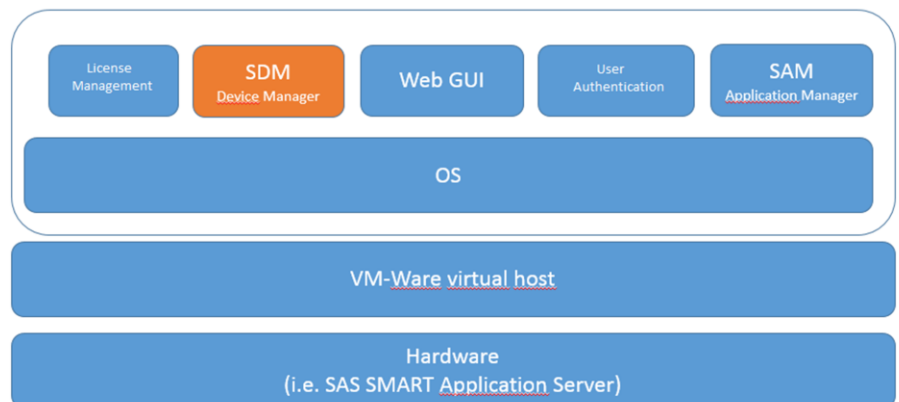 License
Management
SDM
Device Manager
Web GUI
User
Authentication
SAM
Application Manager
OS
VM-Ware virtual host
Hardware
(i.e. SAS SMART Application Server)